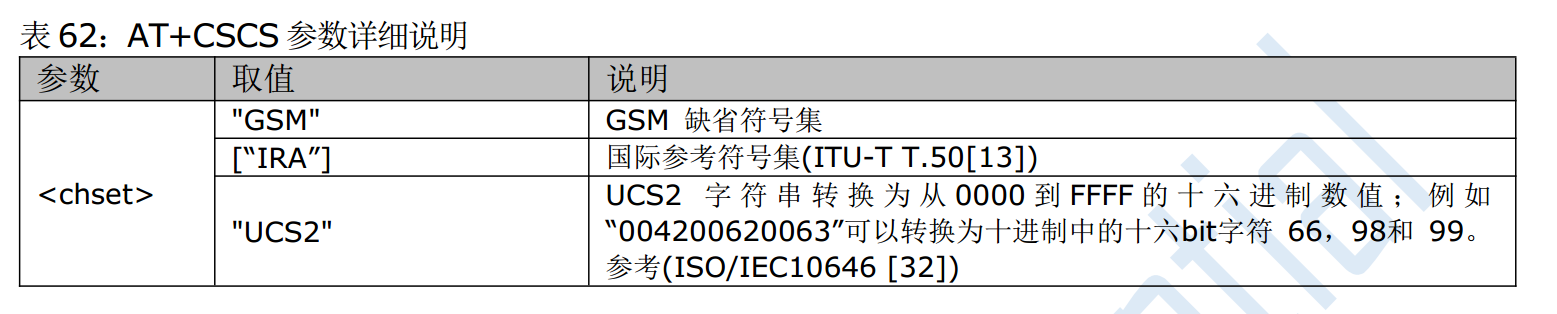 表 62：AT+CSCS 参数详细说明
参数 取值 说明
<chset>
"GSM" GSM 缺省符号集
[“IRA”] 国际参考符号集(ITU-T T.50[13])
"UCS2"
UCS2 字符串转换为从 0000 到 FFFF 的十六进制数值；例如
“004200620063”可以转换为十进制中的十六bit字符 66，98和 99。
参考(ISO/IEC10646 [32])
ntial